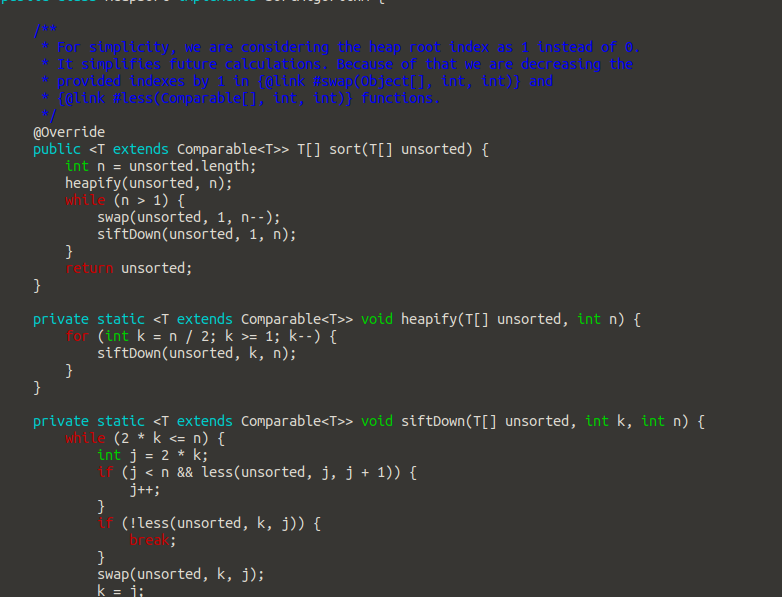 /**
 * For simplicity, we are considering the heap root index as 1 instead of 0.
 * It simplifies future calculations. Because of that we are decreasing the
 * provided indexes by 1 in {@link #swap(Object[], int, int)} and
 * {@link #less(Comparable[], int, int)} functions.
 */
@Override
public <T extends Comparable<T>> T[] sort(T[] unsorted) {
    int n = unsorted.length;
    heapify(unsorted, n);
    while (n > 1) {
        swap(unsorted, 1, n--);
        siftDown(unsorted, 1, n);
    }
    return unsorted;
}

private static <T extends Comparable<T>> void heapify(T[] unsorted, int n) {
    for (int k = n / 2; k >= 1; k--) {
        siftDown(unsorted, k, n);
    }
}

private static <T extends Comparable<T>> void siftDown(T[] unsorted, int k, int n) {
    while (2 * k <= n) {
        int j = 2 * k;
        if (j < n && less(unsorted, j, j + 1)) {
            j++;
        }
        if (!less(unsorted, k, j)) {
            break;
        }
        swap(unsorted, k, j);
        k = j;